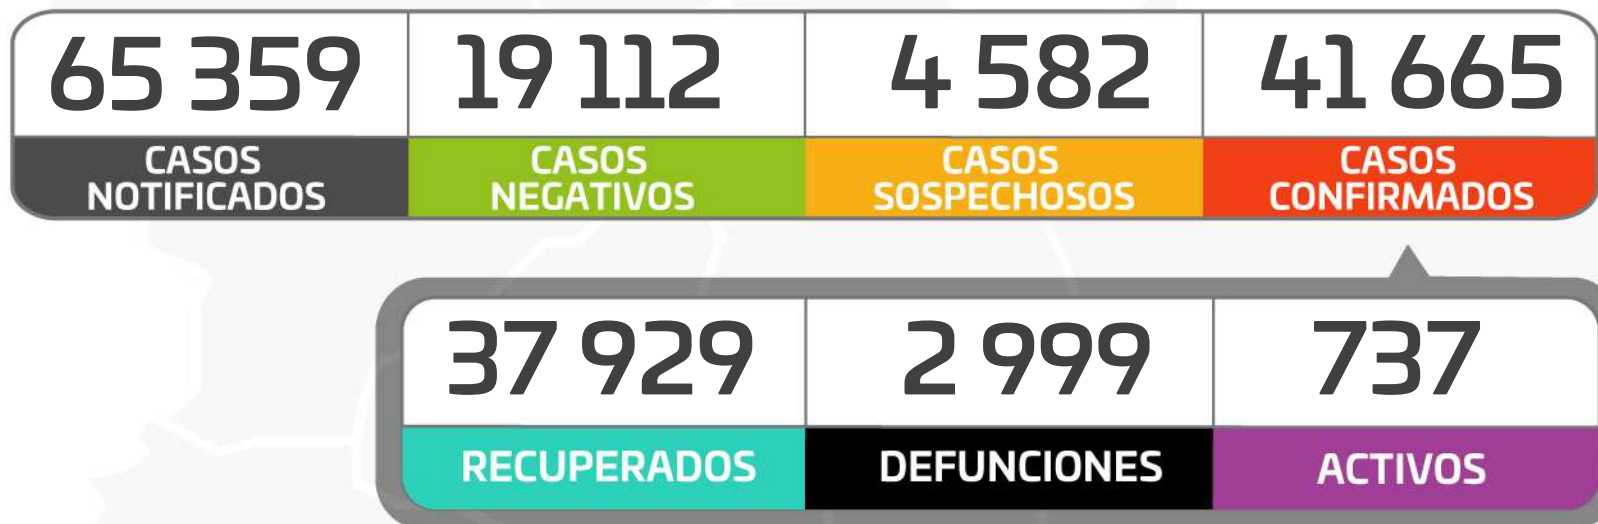 65 359 19 112 4 582 41 665
CASOS CASOS CASOS CASOS
NOTIFICADOS NEGATIVOS SOSPECHOSOS CONFIRMADOS
37 929 2 999 737
RECUPERADOS DEFUNCIONES ACTIVOS